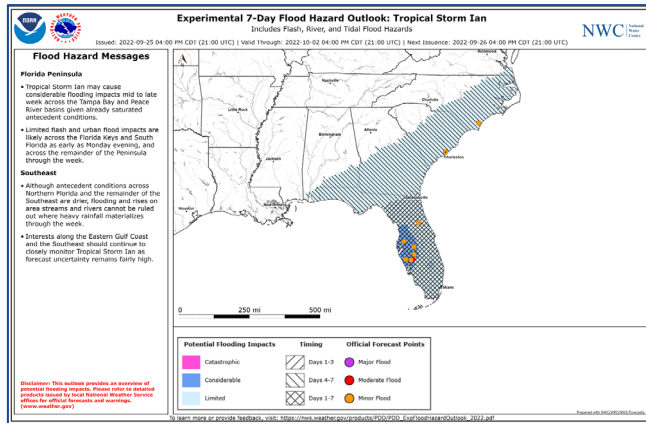 Experimental 7-Day Flood Hazard Outlook: Tropical Storm Ian
Includes Flash, River, and Tidal Flood Hazards
Issued: 2022-09-25 04:00 PM CDT (21:00 UTC) | Valid Through: 2022-10-02 04:00 PM CDT (21:00 UTC) | Next Issuance: 2022-09-26 04:00 PM CDT (21:00 UTC)
NOAA
NWC
National
Water
Center
Flood Hazard Messages
Florida Peninsula
• Tropical Storm Ian may cause
considerable flooding impacts mid to late
week across the Tampa Bay and Peace
River basins given already saturated
antecedent conditions.
• Limited flash and urban flood impacts are
likely across the Florida Keys and South
Florida as early as Monday evening, and
across the remainder of the Peninsula
through the week.
Southeast
• Although antecedent conditions across
Northern Florida and the remainder of the
Southeast are drier, flooding and rises on
area streams and rivers cannot be ruled
out where heavy rainfall materializes
through the week.
• Interests along the Eastern Gulf Coast
and the Southeast should continue to
closely monitor Tropical Storm Ian as
forecast uncertainty remains fairly high.
Disclaimer: This outlook provides an overview of
potential flooding impacts. Please refer to detailed
products issued by local National Weather Service
offices for official forecasts and warnings.
(www.weather.gov)
Richmond
Nashville
Charlotte
Little Rock
Birmingham
Atlanta
Charleston
Jackson
Jacksonville
Houston
New Orleans
Miami
0 250 mi 500 mi
Potential Flooding Impacts
Catastrophic
Considerable
Limited
Timing
Days 1-3
Days 4-7
Days 1-7
Official Forecast Points
Major Flood
Moderate Flood
Minor Flood
To learn more or provide feedback, visit: https://nws.weather.gov/products/PDD/PDD_ExpFloodHazardOutlook_2022.pdf